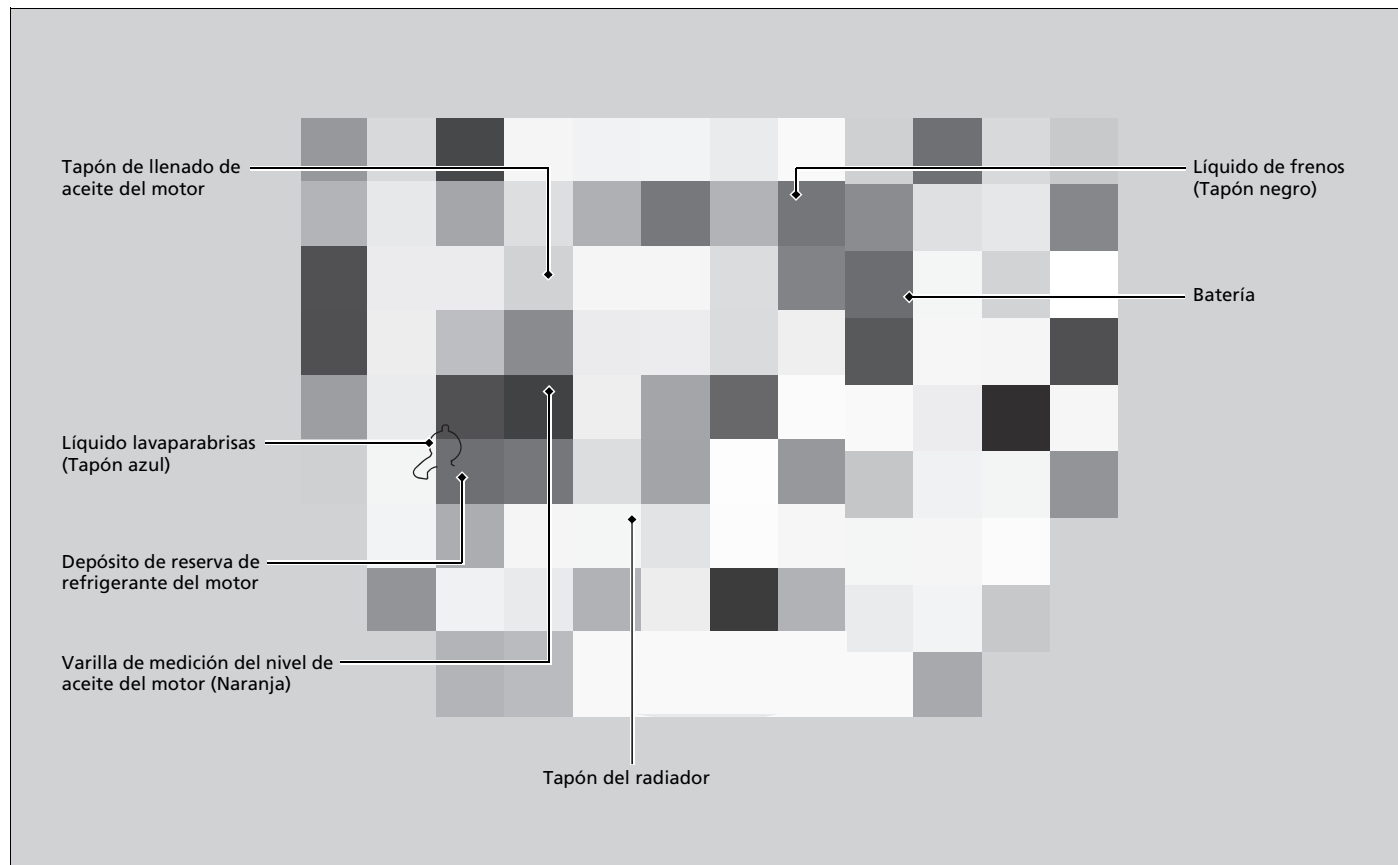 Tapón de llenado de
aceite del motor
Líquido de frenos
(Tapón negro)
Batería
Líquido lavaparabrisas
(Tapón azul)
Depósito de reserva de
refrigerante del motor
Varilla de medición del nivel de
aceite del motor (Naranja)
Tapón del radiador